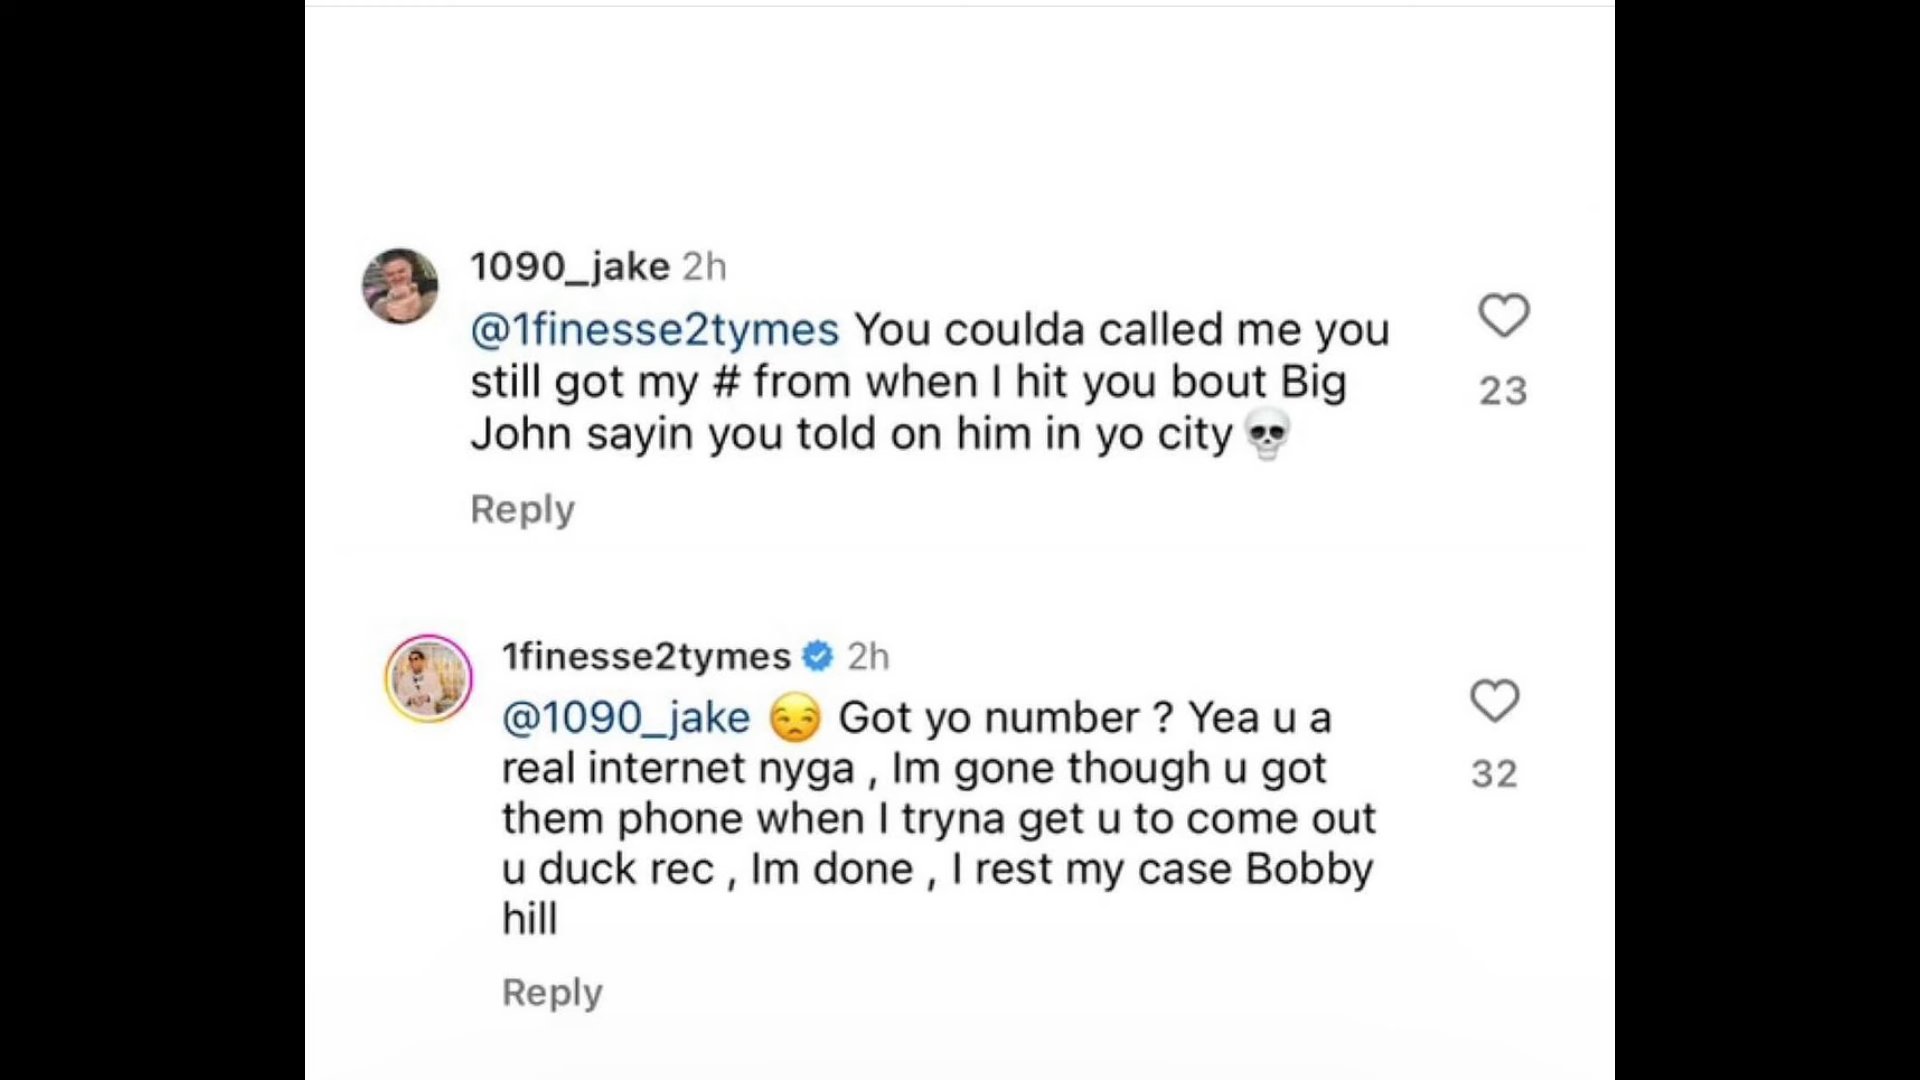 1090_jake 2h
@1finesse2tymes You coulda called me you
still got my # from when I hit you bout Big
John sayin you told on him in yo city 💀
23
Reply
1finesse2tymes 2h
@1090_jake 😒 Got yo number ? Yea u a
real internet nyga , Im gone though u got
them phone when I tryna get u to come out
u duck rec , Im done , I rest my case Bobby
hill
32
Reply